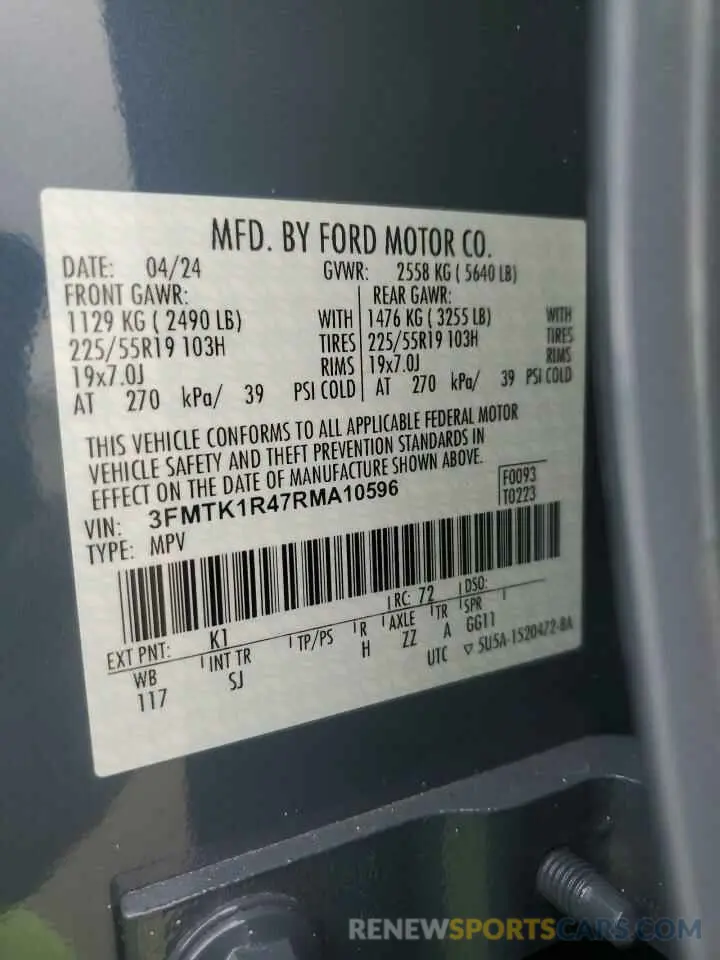 MFD. BY FORD MOTOR CO.
DATE: 04/24 GVWR: 2558 KG ( 5640 LB)
FRONT GAWR: REAR GAWR:
1129 KG ( 2490 LB) WITH 1476 KG ( 3255 LB) WITH
225/55R19 103H TIRES 225/55R19 103H TIRES
19x7.0J RIMS 19x7.0J RIMS
AT 270 kPa/ 39 PSI COLD AT 270 kPa/ 39 PSI COLD
THIS VEHICLE CONFORMS TO ALL APPLICABLE FEDERAL MOTOR
VEHICLE SAFETY AND THEFT PREVENTION STANDARDS IN
EFFECT ON THE DATE OF MANUFACTURE SHOWN ABOVE.
VIN: 3FMTK1R47RMA10596 F0093
TYPE: MPV T0223
EXT PNT: K1 RC: 72 DSO:
WB INT TR TP/PS R AXLE TR SPR
117 SJ H ZZ A GG11
UTC ▽ 5U5A-1520472-BA
RENEWSPORTSCARS.COM